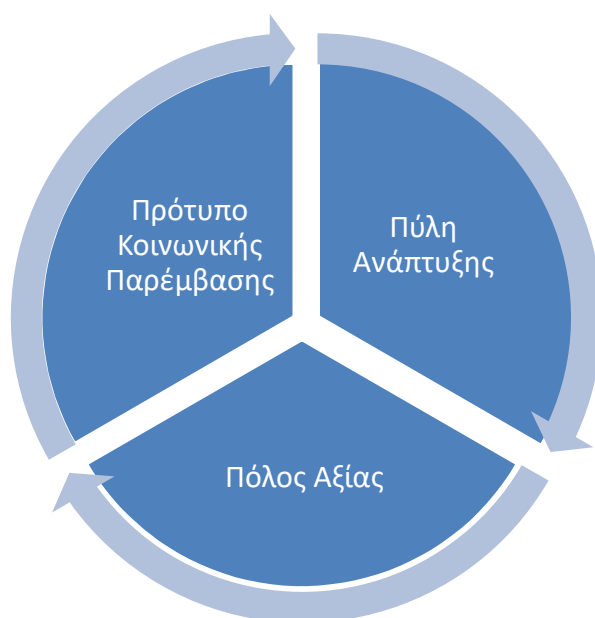 Πρότυπο
Κοινωνικής
Παρέμβασης
Πύλη
Ανάπτυξης
Πόλος Αξίας